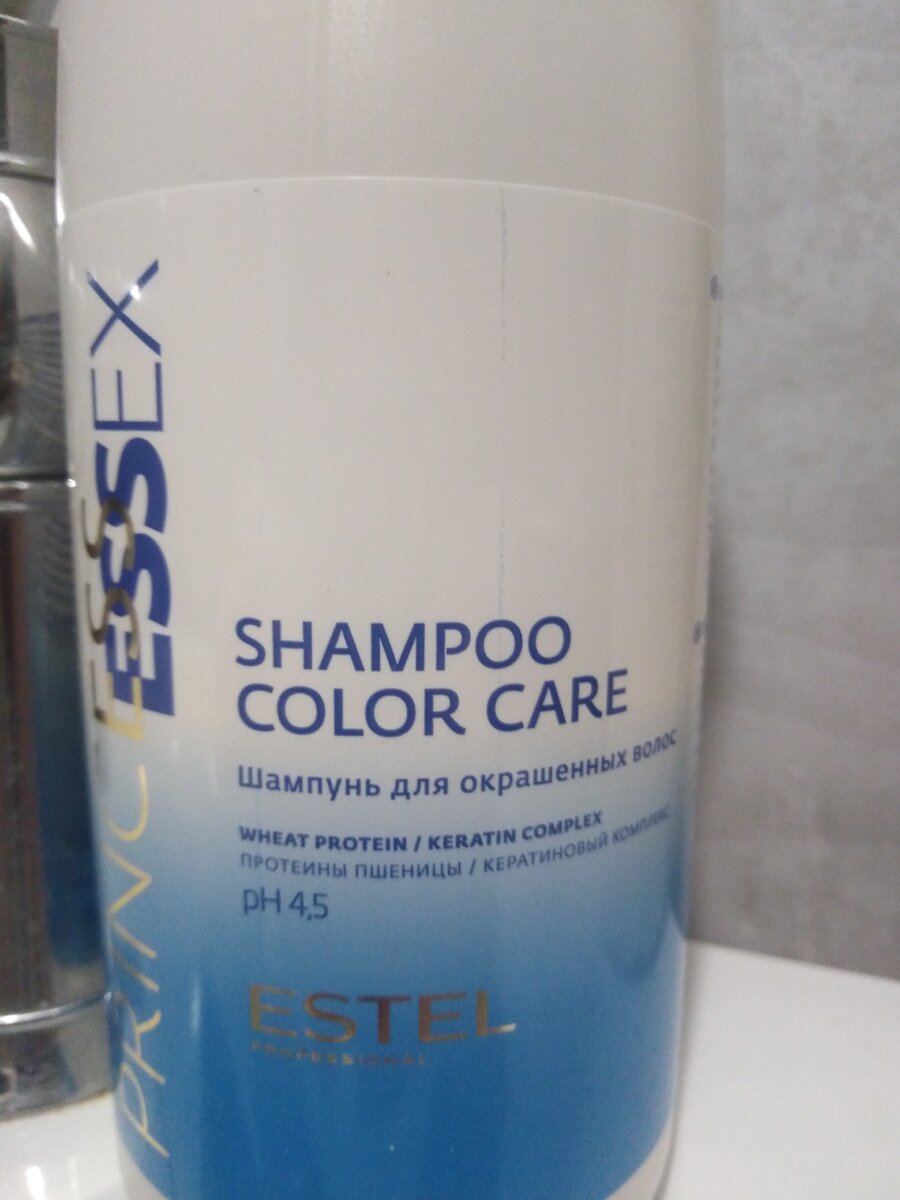 PRINCESS
ESSEX
SHAMPOO
COLOR CARE
Шампунь для окрашенных волос
WHEAT PROTEIN / KERATIN COMPLEX
ПРОТЕИНЫ ПШЕНИЦЫ / КЕРАТИНОВЫЙ КОМПЛЕКС
pH 4,5
ESTEL
PROFESSIONAL